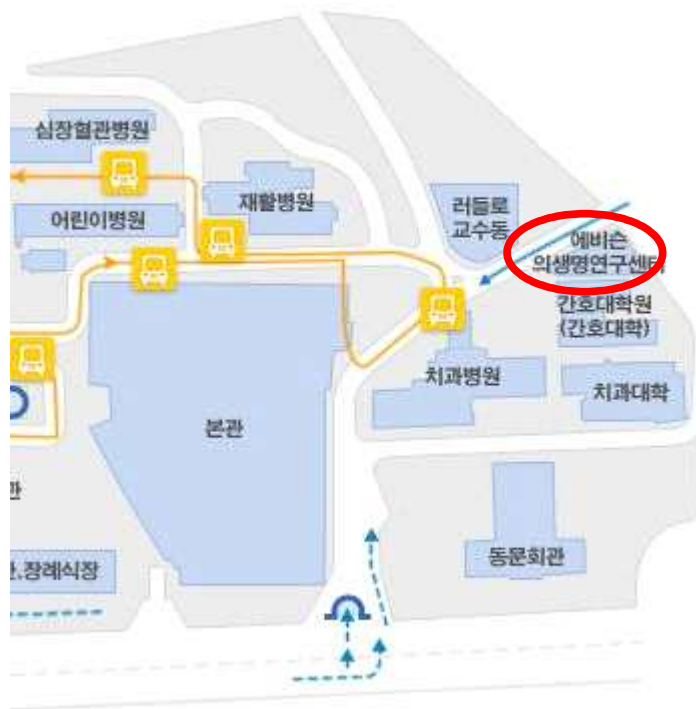 심장혈관병원
재활병원
어린이병원
러들로
교수동
에비슨
의생명연구센터
간호대학원
(간호대학)
치과병원
치과대학
본관
관
동문회관
, 장례식장